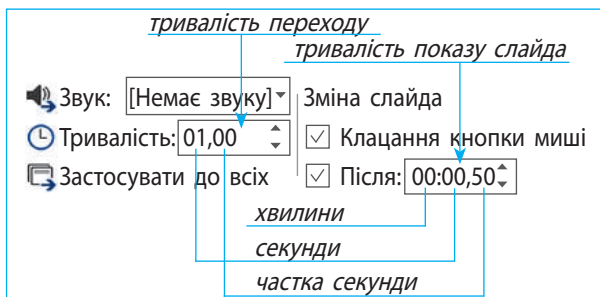 тривалість переходу
тривалість показу слайда
Звук: [Немає звуку] Зміна слайда
Тривалість: 01,00 Клацання кнопки миші
Застосувати до всіх Після: 00:00,50
хвилини
секунди
частка секунди